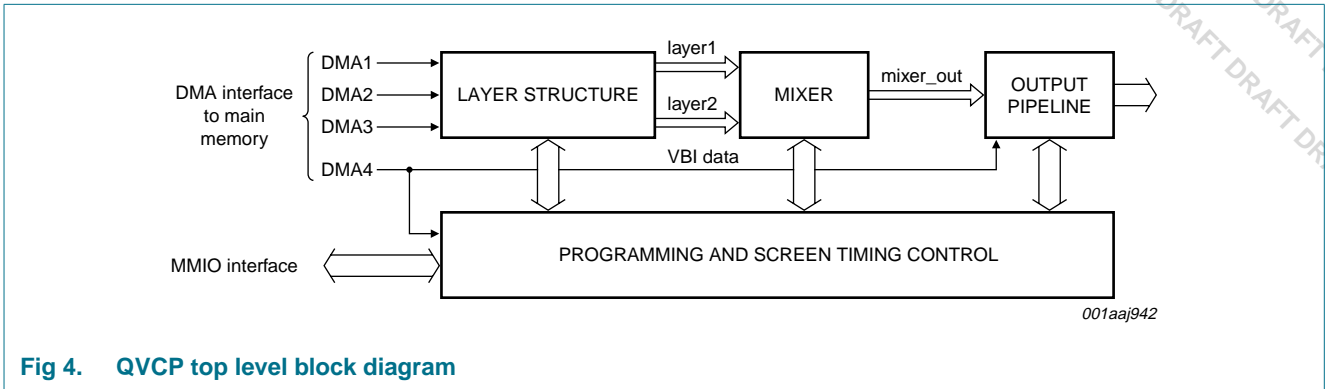 DRAFT DRAFT DRAFT
DRAFT
DMA interface
to main
memory
DMA1
DMA2
DMA3
DMA4
LAYER STRUCTURE
layer1
layer2
MIXER
mixer_out
OUTPUT
PIPELINE
VBI data
MMIO interface
PROGRAMMING AND SCREEN TIMING CONTROL
001aaj942
Fig 4. QVCP top level block diagram